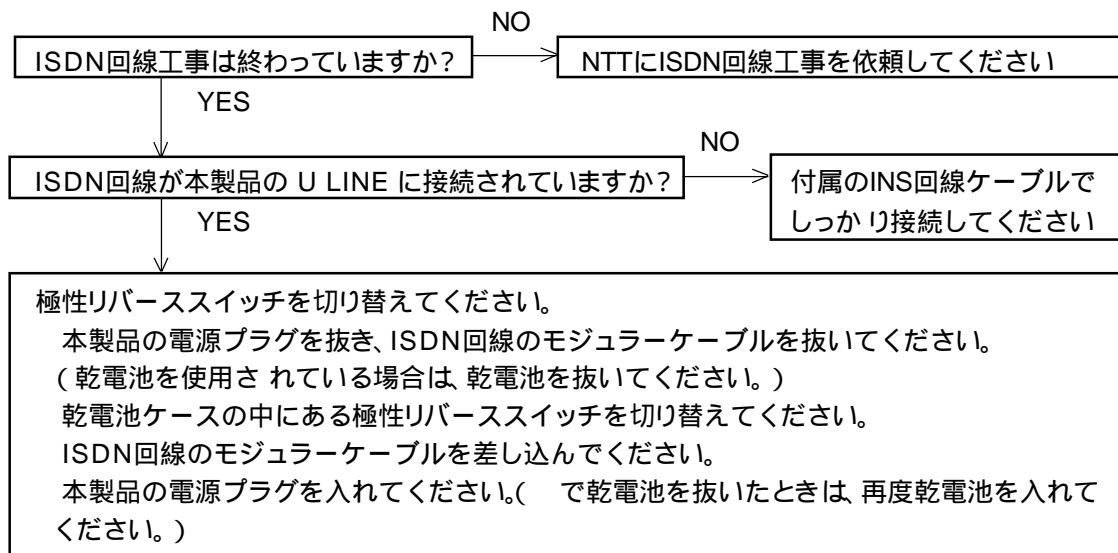 NO
ISDN回線工事は終わっていますか?
NTTにISDN回線工事を依頼してください
YES
NO
ISDN回線が本製品の U LINE に接続されていますか?
付属のINS回線ケーブルで
しっかり接続してください
YES
極性リバーススイッチを切り替えてください。
本製品の電源プラグを抜き、ISDN回線のモジュラーケーブルを抜いてください。
(乾電池を使用されている場合は、乾電池を抜いてください。)
乾電池ケースの中にある極性リバーススイッチを切り替えてください。
ISDN回線のモジュラーケーブルを差し込んでください。
本製品の電源プラグを入れてください。( で乾電池を抜いたときは、再度乾電池を入れて
ください。)